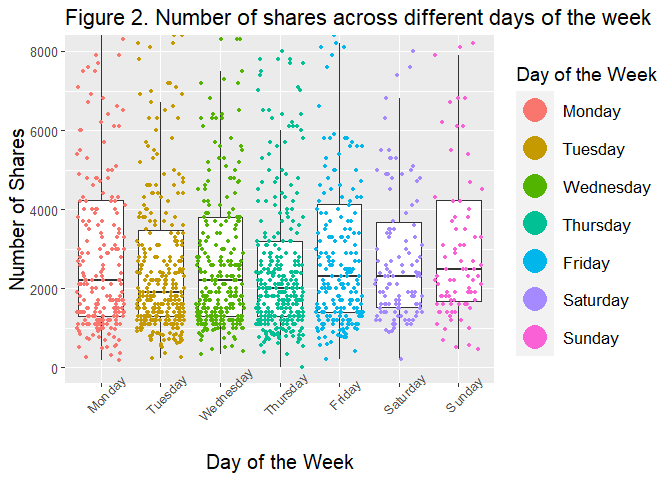 Figure 2. Number of shares across different days of the week
8000
6000
4000
2000
0
Number of Shares
Monday
Tuesday
Wednesday
Thursday
Friday
Saturday
Sunday
Day of the Week
Day of the Week
Monday
Tuesday
Wednesday
Thursday
Friday
Saturday
Sunday